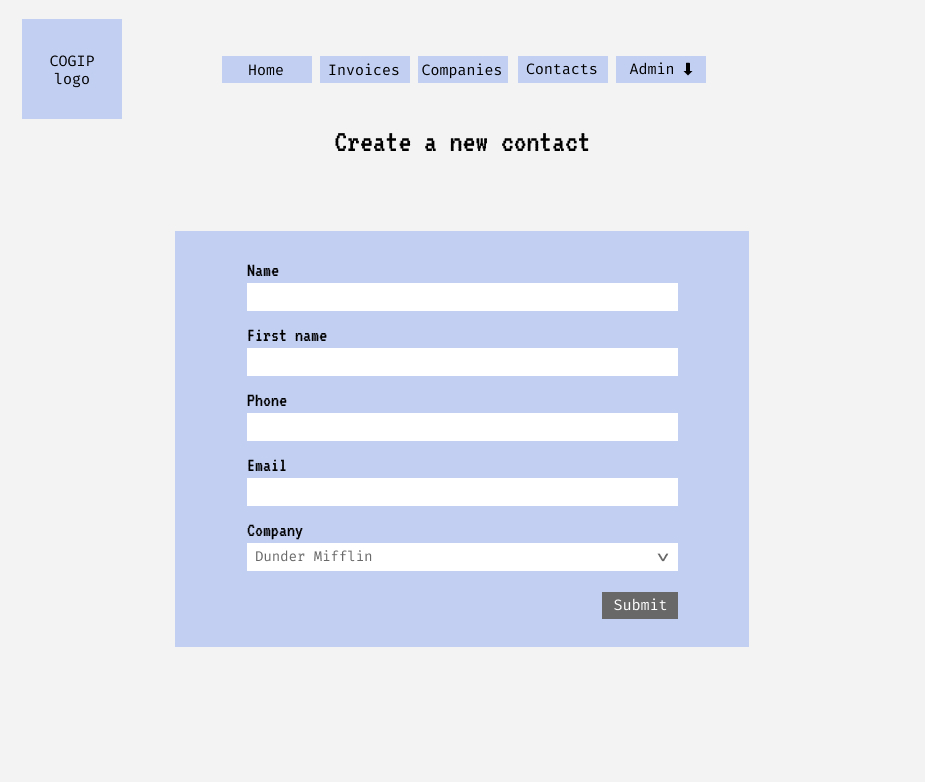 COGIP
logo
Home
Invoices
Companies
Contacts
Admin ⬇
Create a new contact
Name
First name
Phone
Email
Company
Dunder Mifflin
Submit